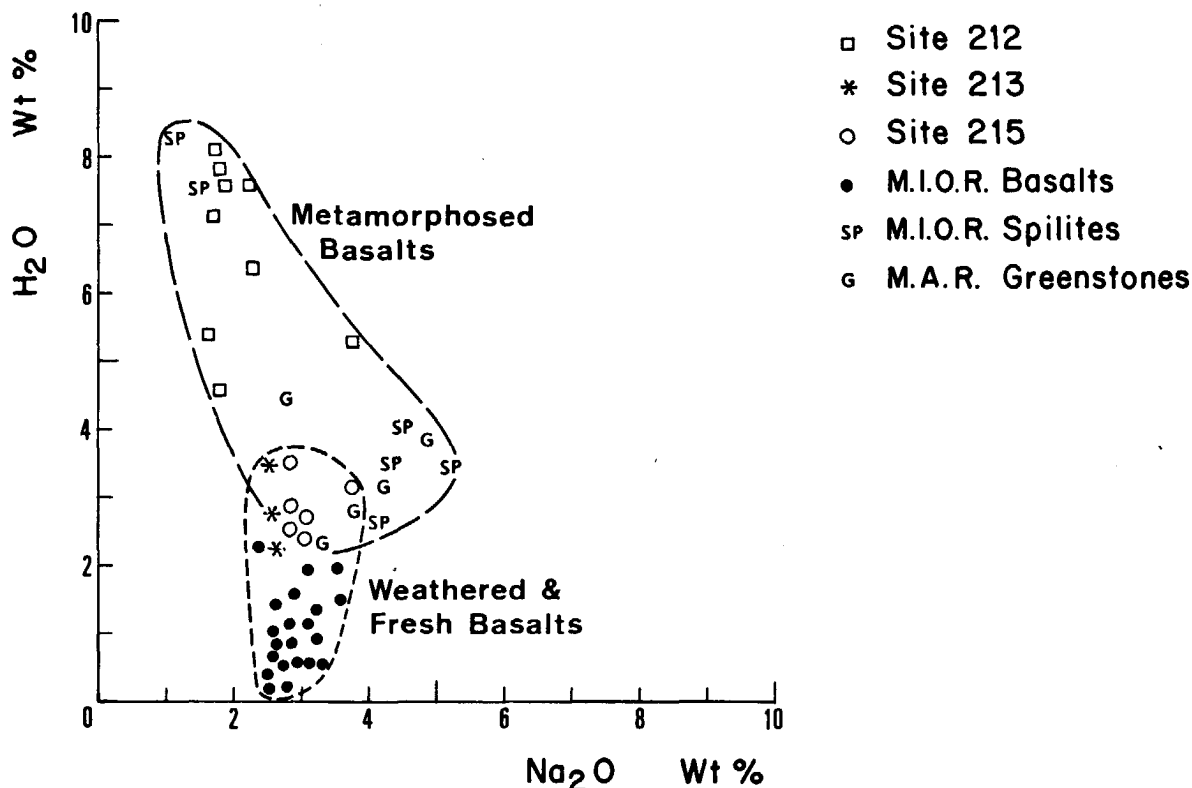 10
8
6
4
2
0
2
4
6
8
10
H2O Wt %
Na2O Wt %
Site 212
Site 213
Site 215
M.I.O.R. Basalts
SP M.I.O.R. Spilites
G M.A.R. Greenstones
Metamorphosed
Basalts
Weathered &
Fresh Basalts
SP
SP
G
SP
G
SP
SP
G
G
SP
G